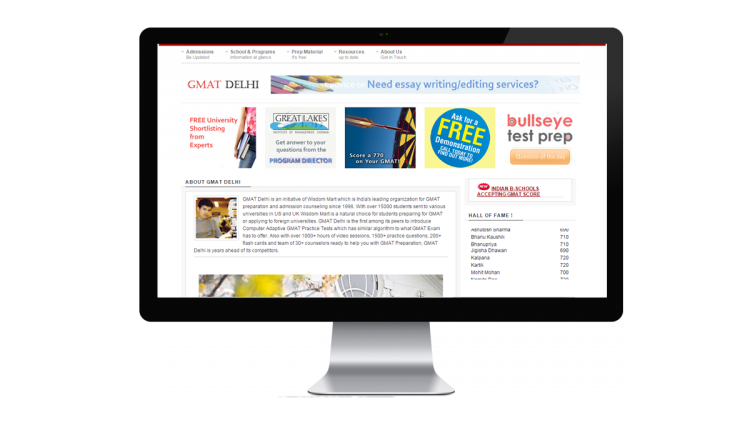 Admissions
Be Updated
School & Programs
Information at glance
Prep Material
It's free
Resources
up to date
About Us
Get in Touch
GMAT DELHI
Need essay writing/editing services?
FREE University
Shortlisting
from
Experts
GREAT LAKES
INSTITUTE OF MANAGEMENT, CHENNAI
Get answer to your
questions from the
PROGRAM DIRECTOR
Score a 770
on Your GMAT!
Ask for a
FREE
Demonstration
CALL TODAY TO
FIND OUT MORE!
bullseye
test prep
Question of the day
ABOUT GMAT DELHI
GMAT Delhi is an initiative of Wisdom Mart which is India's leading organization for GMAT
preparation and admission counseling since 1998. With over 15000 students sent to various
universities in US and UK Wisdom Mart is a natural choice for students preparing for GMAT
or applying to foreign universities. GMAT Delhi is the first among its peers to introduce
Computer Adaptive GMAT Practice Tests which has similar algorithm to what GMAT Exam
has to offer. Also with over 1000+ hours of video sessions, 1500+ practice questions, 200+
flash cards and team of 30+ counselors ready to help you with GMAT Preparation, GMAT
Delhi is years ahead of its competitors.
NEW INDIAN B-SCHOOLS
ACCEPTING GMAT SCORE
HALL OF FAME !
Ashutosh Sharma 690
Bhanu Kaushik 710
Bhanupriya 710
Jigisha Dhawan 690
Kalpana 720
Kartik 720
Mohit Mohan 700